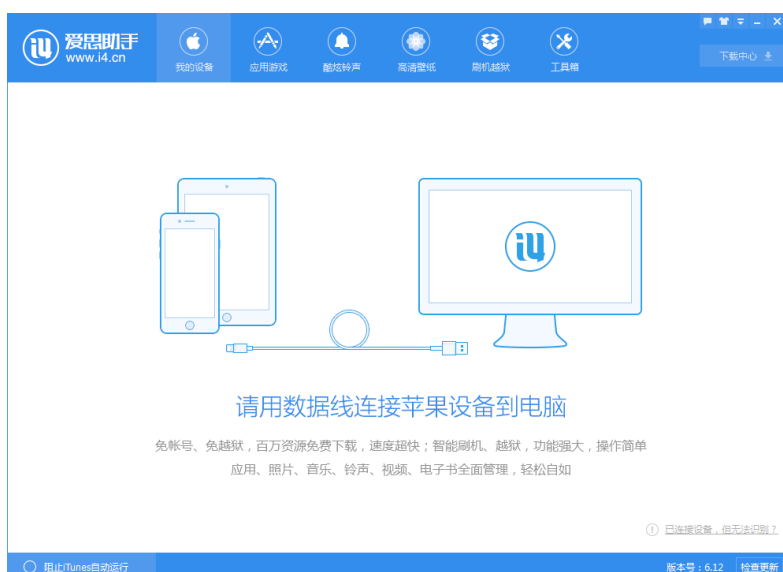 爱思助手
www.i4.cn
我的设备
应用游戏
酷炫铃声
高清壁纸
刷机越狱
工具箱
下载中心
请用数据线连接苹果设备到电脑
免帐号、免越狱，百万资源免费下载，速度超快；智能刷机、越狱，功能强大，操作简单
应用、照片、音乐、铃声、视频、电子书全面管理，轻松自如
已连接设备，但无法识别？
阻止iTunes自动运行
版本号：6.12
检查更新